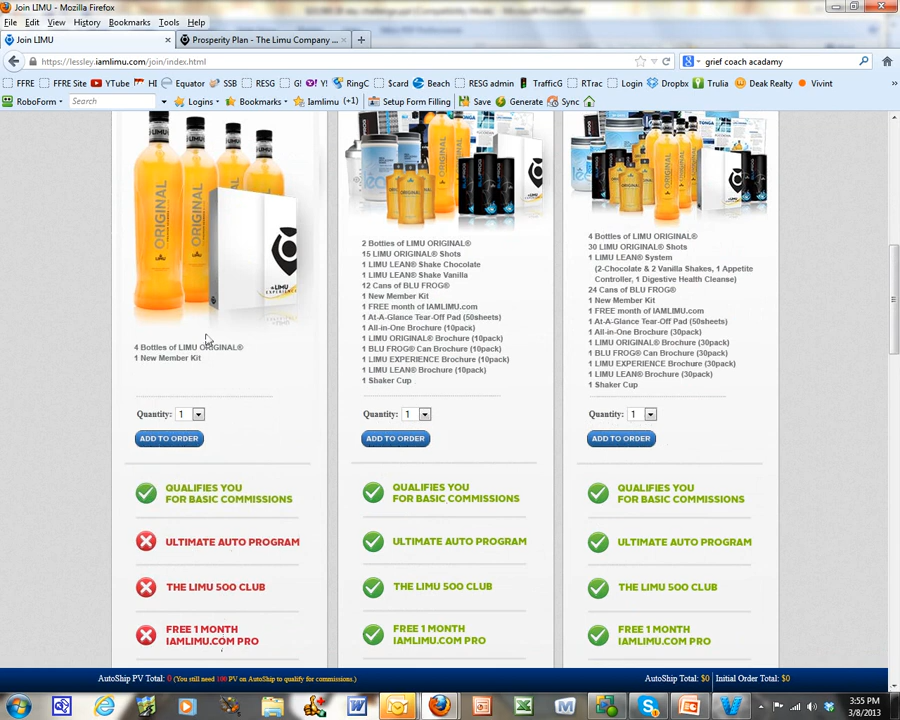 Join LIMU - Mozilla Firefox
File Edit View History Bookmarks Tools Help
Join LIMU × Prosperity Plan - The Limu Company ... × +
https://lessley.iamlimu.com/join/index.html
grief coach acadamy
FFRE FFRE Site YTube HI Equator SSB RESG G! Y! RingC $card Beach RESG admin TrafficG RTrac Login Dropbx Trulia Deak Realty Vivint
RoboForm Search Logins Bookmarks Iamlimu (+1) Setup Form Filling Save Generate Sync
ORIGINAL
ORIGINAL
LIMU
EXPERIENCE
4 Bottles of LIMU ORIGINAL®
1 New Member Kit
Quantity: 1
ADD TO ORDER
QUALIFIES YOU
FOR BASIC COMMISSIONS
ULTIMATE AUTO PROGRAM
THE LIMU 500 CLUB
FREE 1 MONTH
IAMLIMU.COM PRO
ORIGINAL
2 Bottles of LIMU ORIGINAL®
15 LIMU ORIGINAL® Shots
1 LIMU LEAN® Shake Chocolate
1 LIMU LEAN® Shake Vanilla
12 Cans of BLU FROG®
1 New Member Kit
1 FREE month of IAMLIMU.com
1 At-A-Glance Tear-Off Pad (50sheets)
1 All-in-One Brochure (10pack)
1 LIMU ORIGINAL® Brochure (10pack)
1 BLU FROG® Can Brochure (10pack)
1 LIMU EXPERIENCE Brochure (10pack)
1 LIMU LEAN® Brochure (10pack)
1 Shaker Cup
Quantity: 1
ADD TO ORDER
QUALIFIES YOU
FOR BASIC COMMISSIONS
ULTIMATE AUTO PROGRAM
THE LIMU 500 CLUB
FREE 1 MONTH
IAMLIMU.COM PRO
TONGA
ORIGINAL
4 Bottles of LIMU ORIGINAL®
30 LIMU ORIGINAL® Shots
1 LIMU LEAN® System
(2-Chocolate & 2 Vanilla Shakes, 1 Appetite
Controller, 1 Digestive Health Cleanse)
24 Cans of BLU FROG®
1 New Member Kit
1 FREE month of IAMLIMU.com
1 At-A-Glance Tear-Off Pad (50sheets)
1 All-in-One Brochure (30pack)
1 LIMU ORIGINAL® Brochure (30pack)
1 BLU FROG® Can Brochure (30pack)
1 LIMU EXPERIENCE Brochure (30pack)
1 LIMU LEAN® Brochure (30pack)
1 Shaker Cup
Quantity: 1
ADD TO ORDER
QUALIFIES YOU
FOR BASIC COMMISSIONS
ULTIMATE AUTO PROGRAM
THE LIMU 500 CLUB
FREE 1 MONTH
IAMLIMU.COM PRO
AutoShip PV Total: 0 (You still need 100 PV on AutoShip to qualify for commissions.) AutoShip Total: $0 Initial Order Total: $0
3:55 PM
3/8/2013